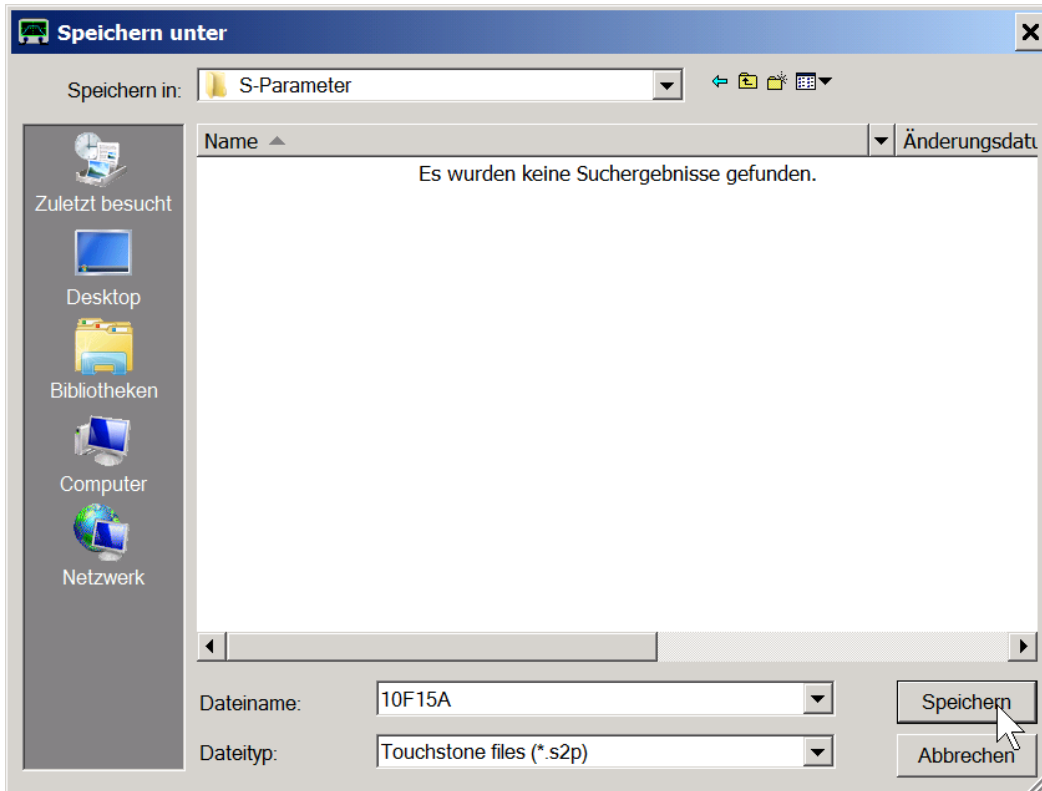 Speichern unter
Speichern in:
S-Parameter
Zuletzt besucht
Desktop
Bibliotheken
Computer
Netzwerk
Name
Änderungsdatu
Es wurden keine Suchergebnisse gefunden.
Dateiname:
10F15A
Speichern
Dateityp:
Touchstone files (*.s2p)
Abbrechen